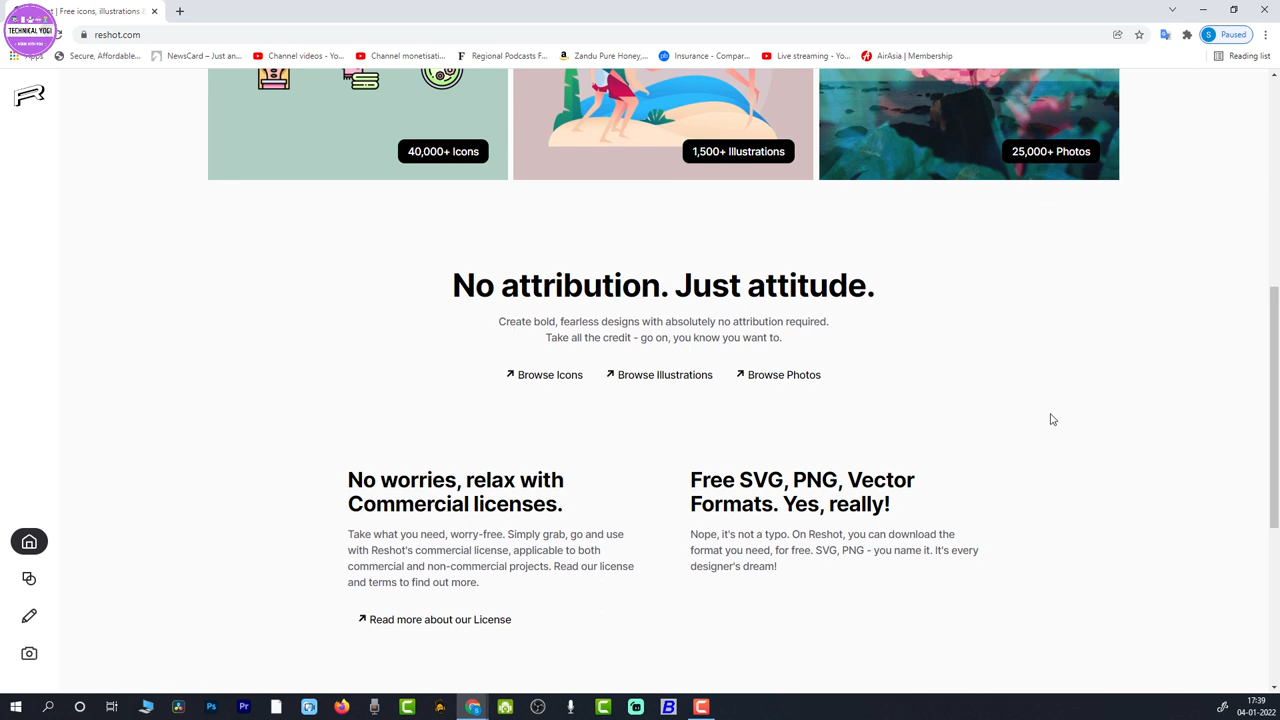 Free icons, illustrations &
TECHNICAL YOGI
reshot.com
Paused
Secure, Affordable...
NewsCard – Just an...
Channel videos - Yo...
Channel monetisati...
Regional Podcasts F...
Zandu Pure Honey,...
Insurance - Compar...
Live streaming - Yo...
AirAsia | Membership
Reading list
40,000+ Icons
1,500+ Illustrations
25,000+ Photos
No attribution. Just attitude.
Create bold, fearless designs with absolutely no attribution required.
Take all the credit - go on, you know you want to.
Browse Icons
Browse Illustrations
Browse Photos
No worries, relax with
Commercial licenses.
Take what you need, worry-free. Simply grab, go and use
with Reshot's commercial license, applicable to both
commercial and non-commercial projects. Read our license
and terms to find out more.
Read more about our License
Free SVG, PNG, Vector
Formats. Yes, really!
Nope, it's not a typo. On Reshot, you can download the
format you need, for free. SVG, PNG - you name it. It's every
designer's dream!
17:39
04-01-2022